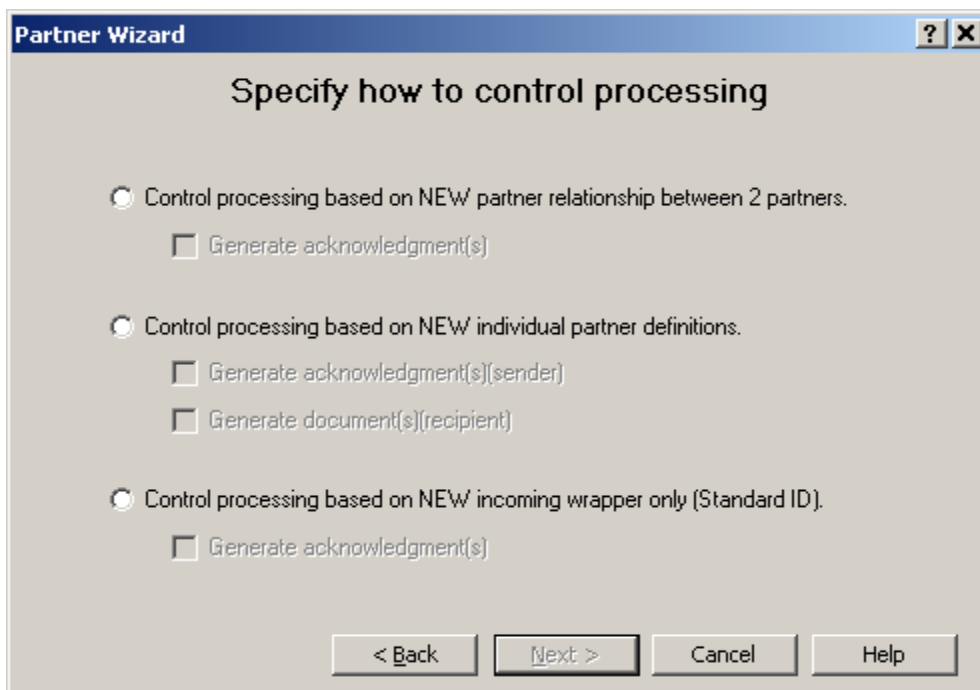 Partner Wizard
Specify how to control processing
Control processing based on NEW partner relationship between 2 partners.
Generate acknowledgment(s)
Control processing based on NEW individual partner definitions.
Generate acknowledgment(s)(sender)
Generate document(s)(recipient)
Control processing based on NEW incoming wrapper only (Standard ID).
Generate acknowledgment(s)
< Back Next > Cancel Help